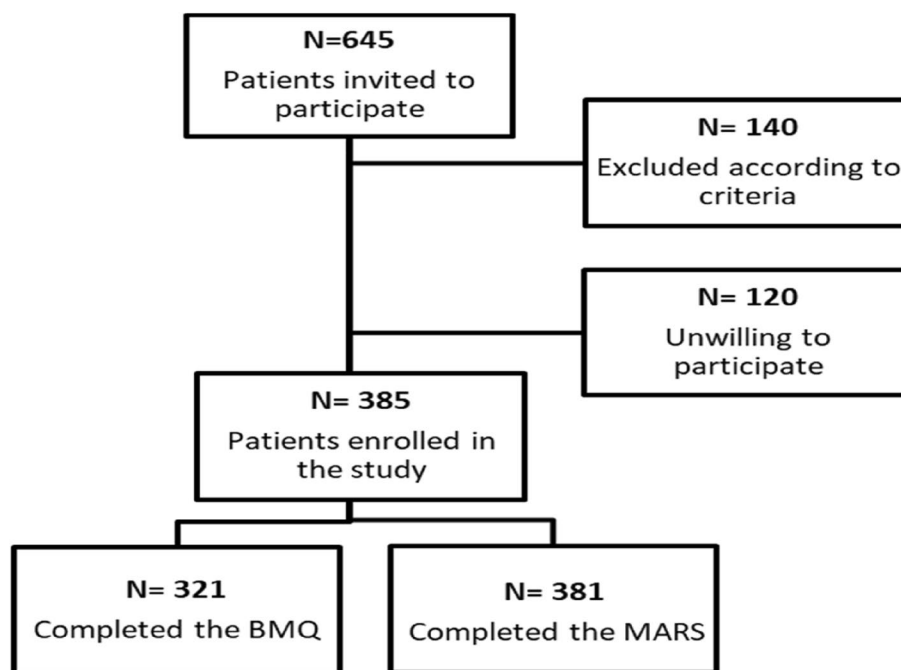 N=645
Patients invited to
participate
N= 140
Excluded according to
criteria
N= 120
Unwilling to
participate
N= 385
Patients enrolled in
the study
N= 321
Completed the BMQ
N= 381
Completed the MARS